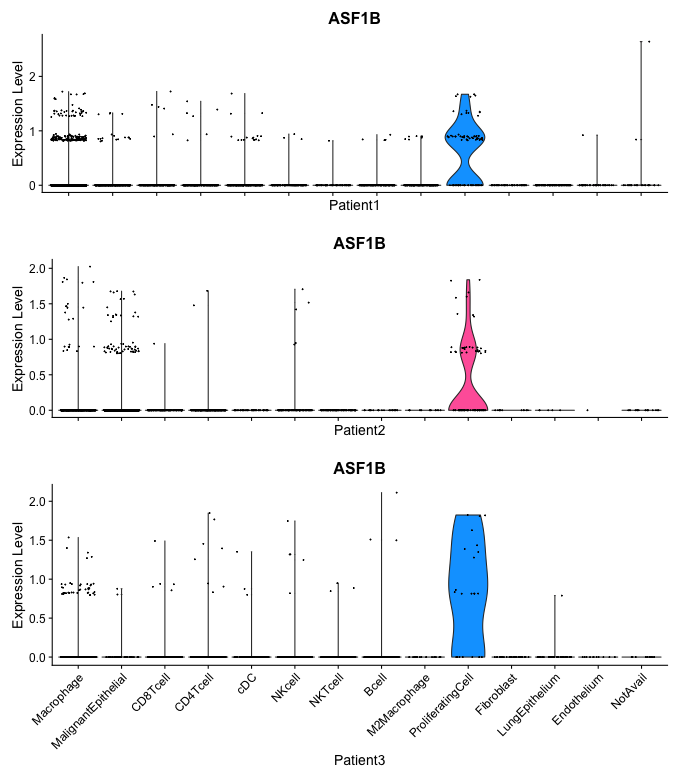 ASF1B
Expression Level
2
1
0
Patient1
ASF1B
Expression Level
2.0
1.5
1.0
0.5
0.0
Patient2
ASF1B
Expression Level
2.0
1.5
1.0
0.5
0.0
Macrophage
MalignantEpithelial
CD8Tcell
CD4Tcell
cDC
NKcell
NKTcell
Bcell
M2Macrophage
ProliferatingCell
Fibroblast
LungEpithelium
Endothelium
NotAvail
Patient3